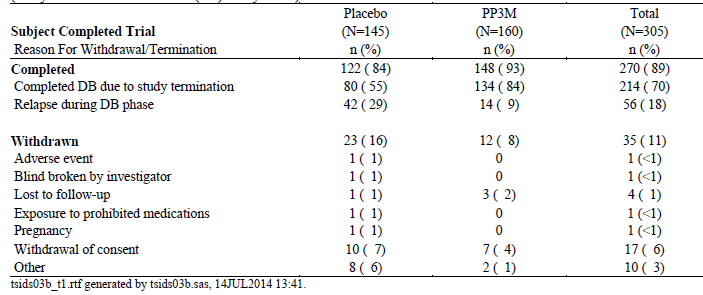 Placebo PP3M Total
Subject Completed Trial (N=145) (N=160) (N=305)
Reason For Withdrawal/Termination n (%) n (%) n (%)
Completed 122 ( 84) 148 ( 93) 270 ( 89)
Completed DB due to study termination 80 ( 55) 134 ( 84) 214 ( 70)
Relapse during DB phase 42 ( 29) 14 ( 9) 56 ( 18)
Withdrawn 23 ( 16) 12 ( 8) 35 ( 11)
Adverse event 1 ( 1) 0 1 (<1)
Blind broken by investigator 1 ( 1) 0 1 (<1)
Lost to follow-up 1 ( 1) 3 ( 2) 4 ( 1)
Exposure to prohibited medications 1 ( 1) 0 1 (<1)
Pregnancy 1 ( 1) 0 1 (<1)
Withdrawal of consent 10 ( 7) 7 ( 4) 17 ( 6)
Other 8 ( 6) 2 ( 1) 10 ( 3)
tsids03b_t1.rtf generated by tsids03b.sas, 14JUL2014 13:41.